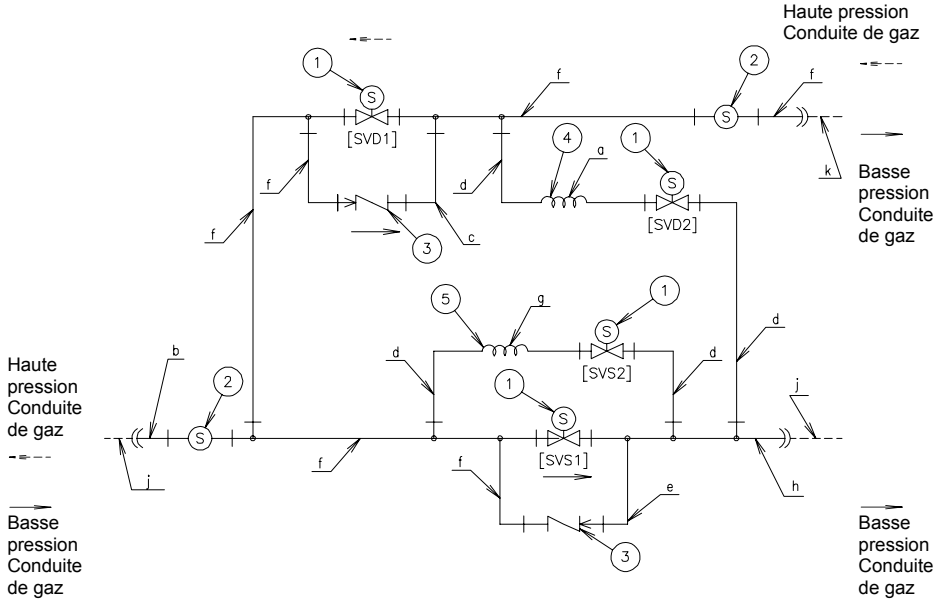 Haute pression
Conduite de gaz
1
2
f
f
S
S
[SVD1]
k
4
a
1
Basse
pression
Conduite
de gaz
f
d
S
[SVD2]
f
c
3
5
g
1
S
[SVS2]
d
d
d
Haute
pression
Conduite
de gaz
b
2
1
j
S
S
[SVS1]
j
f
f
e
h
3
Basse
pression
Conduite
de gaz
Basse
pression
Conduite
de gaz